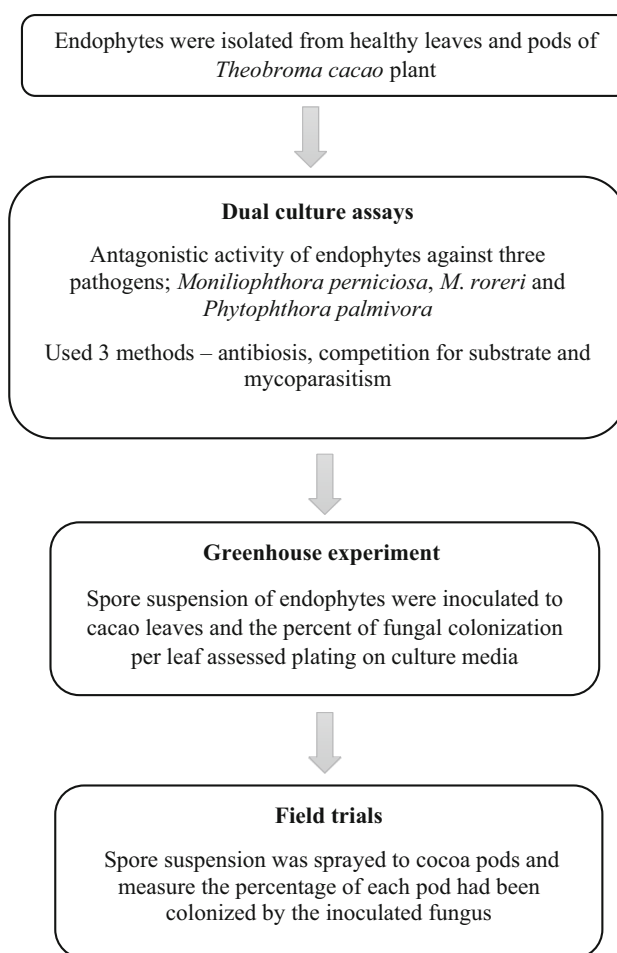 Endophytes were isolated from healthy leaves and pods of
Theobroma cacao plant
Dual culture assays
Antagonistic activity of endophytes against three
pathogens; Moniliophthora perniciosa, M. roreri and
Phytophthora palmivora
Used 3 methods – antibiosis, competition for substrate and
mycoparasitism
Greenhouse experiment
Spore suspension of endophytes were inoculated to
cacao leaves and the percent of fungal colonization
per leaf assessed plating on culture media
Field trials
Spore suspension was sprayed to cocoa pods and
measure the percentage of each pod had been
colonized by the inoculated fungus